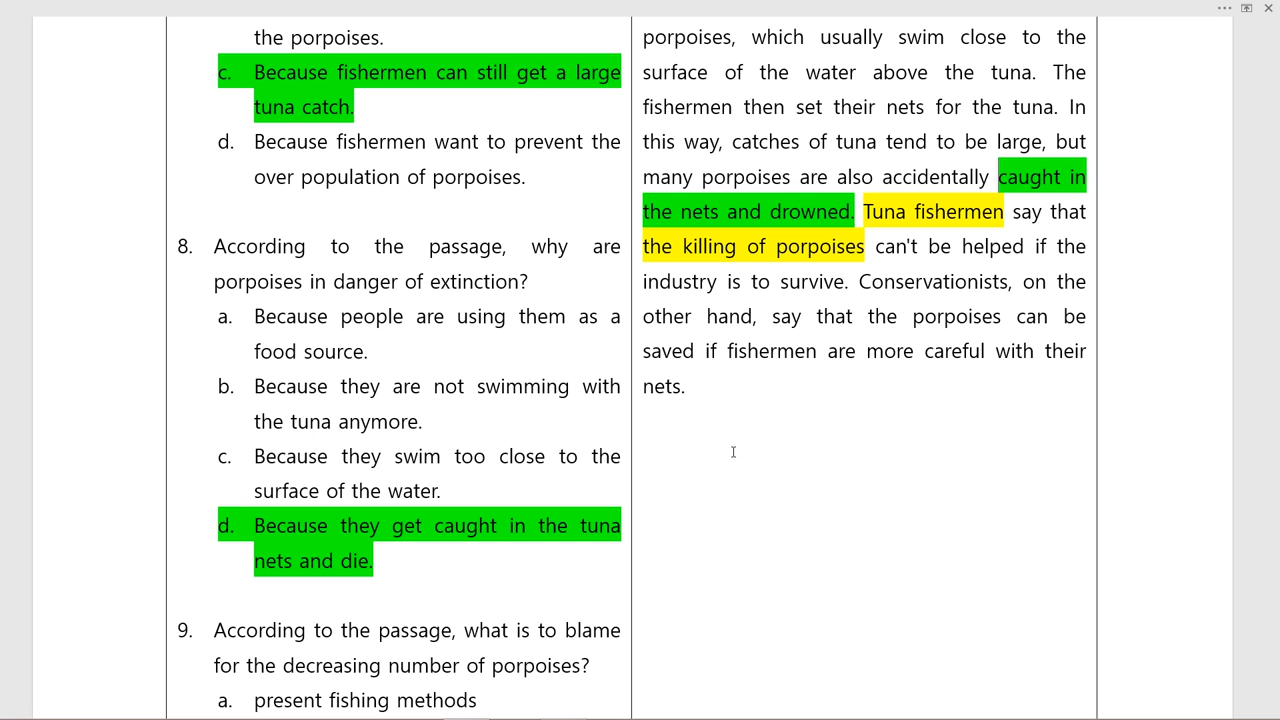 the porpoises.
c. Because fishermen can still get a large
tuna catch.
d. Because fishermen want to prevent the
over population of porpoises.
8. According to the passage, why are
porpoises in danger of extinction?
a. Because people are using them as a
food source.
b. Because they are not swimming with
the tuna anymore.
c. Because they swim too close to the
surface of the water.
d. Because they get caught in the tuna
nets and die.
9. According to the passage, what is to blame
for the decreasing number of porpoises?
a. present fishing methods
porpoises, which usually swim close to the
surface of the water above the tuna. The
fishermen then set their nets for the tuna. In
this way, catches of tuna tend to be large, but
many porpoises are also accidentally caught in
the nets and drowned. Tuna fishermen say that
the killing of porpoises can't be helped if the
industry is to survive. Conservationists, on the
other hand, say that the porpoises can be
saved if fishermen are more careful with their
nets.